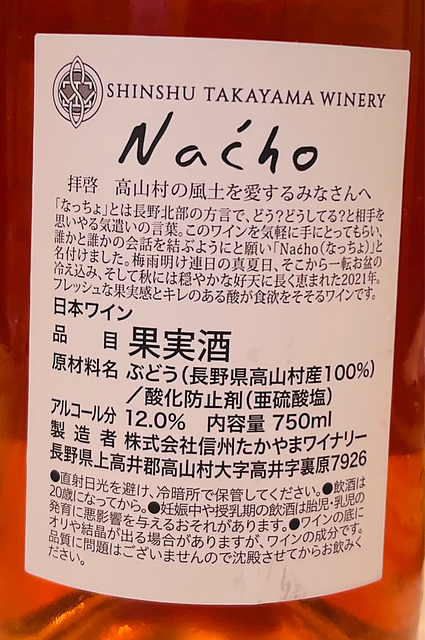 SHINSHU TAKAYAMA WINERY
Naćho
拝啓 高山村の風土を愛するみなさんへ
「なっちょ」とは長野北部の方言で、どう?どうしてる?と相手を
思いやる気遣いの言葉。このワインを気軽に手にとってもらい、
誰かと誰かの会話を結ぶようにと願い「Naćho(なっちょ)」と
名付けました。梅雨明け連日の真夏日、そこから一転お盆の
冷え込み、そして秋には穏やかな好天に長く恵まれた2021年。
フレッシュな果実感とキレのある酸が食欲をそそるワインです。
日本ワイン
品 目 果実酒
原材料名 ぶどう(長野県高山村産100%)
/酸化防止剤(亜硫酸塩)
アルコール分 12.0% 内容量 750ml
製造者 株式会社信州たかやまワイナリー
長野県上高井郡高山村大字高井字裏原7926
●直射日光を避け、冷暗所で保管してください。●飲酒は
20歳になってから。●妊娠中や授乳期の飲酒は胎児・乳児の
発育に悪影響を与えるおそれがあります。●ワインの底に
オリや結晶が出る場合がありますが、ワインの成分です。
品質に問題はございませんので沈殿させてからお飲みく
ださい。